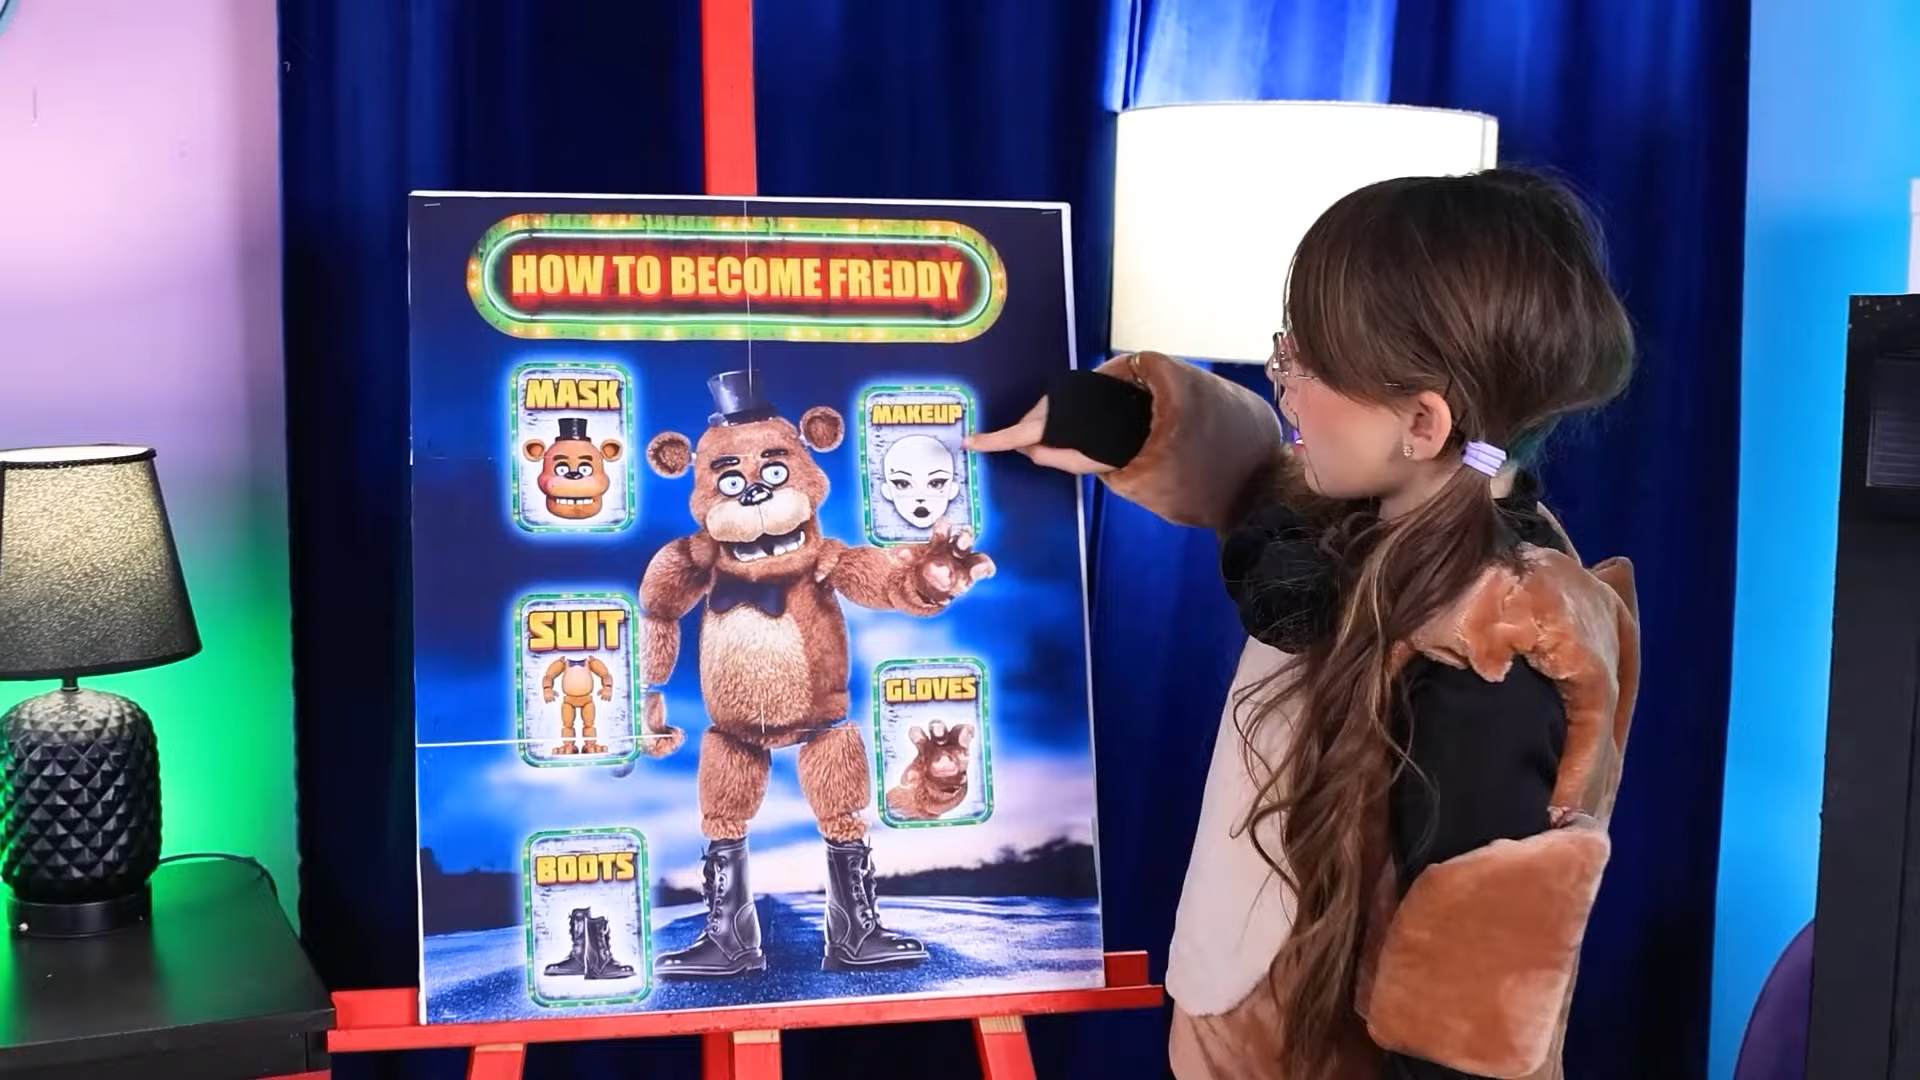 HOW TO BECOME FREDDY
MASK
MAKEUP
SUIT
GLOVES
BOOTS